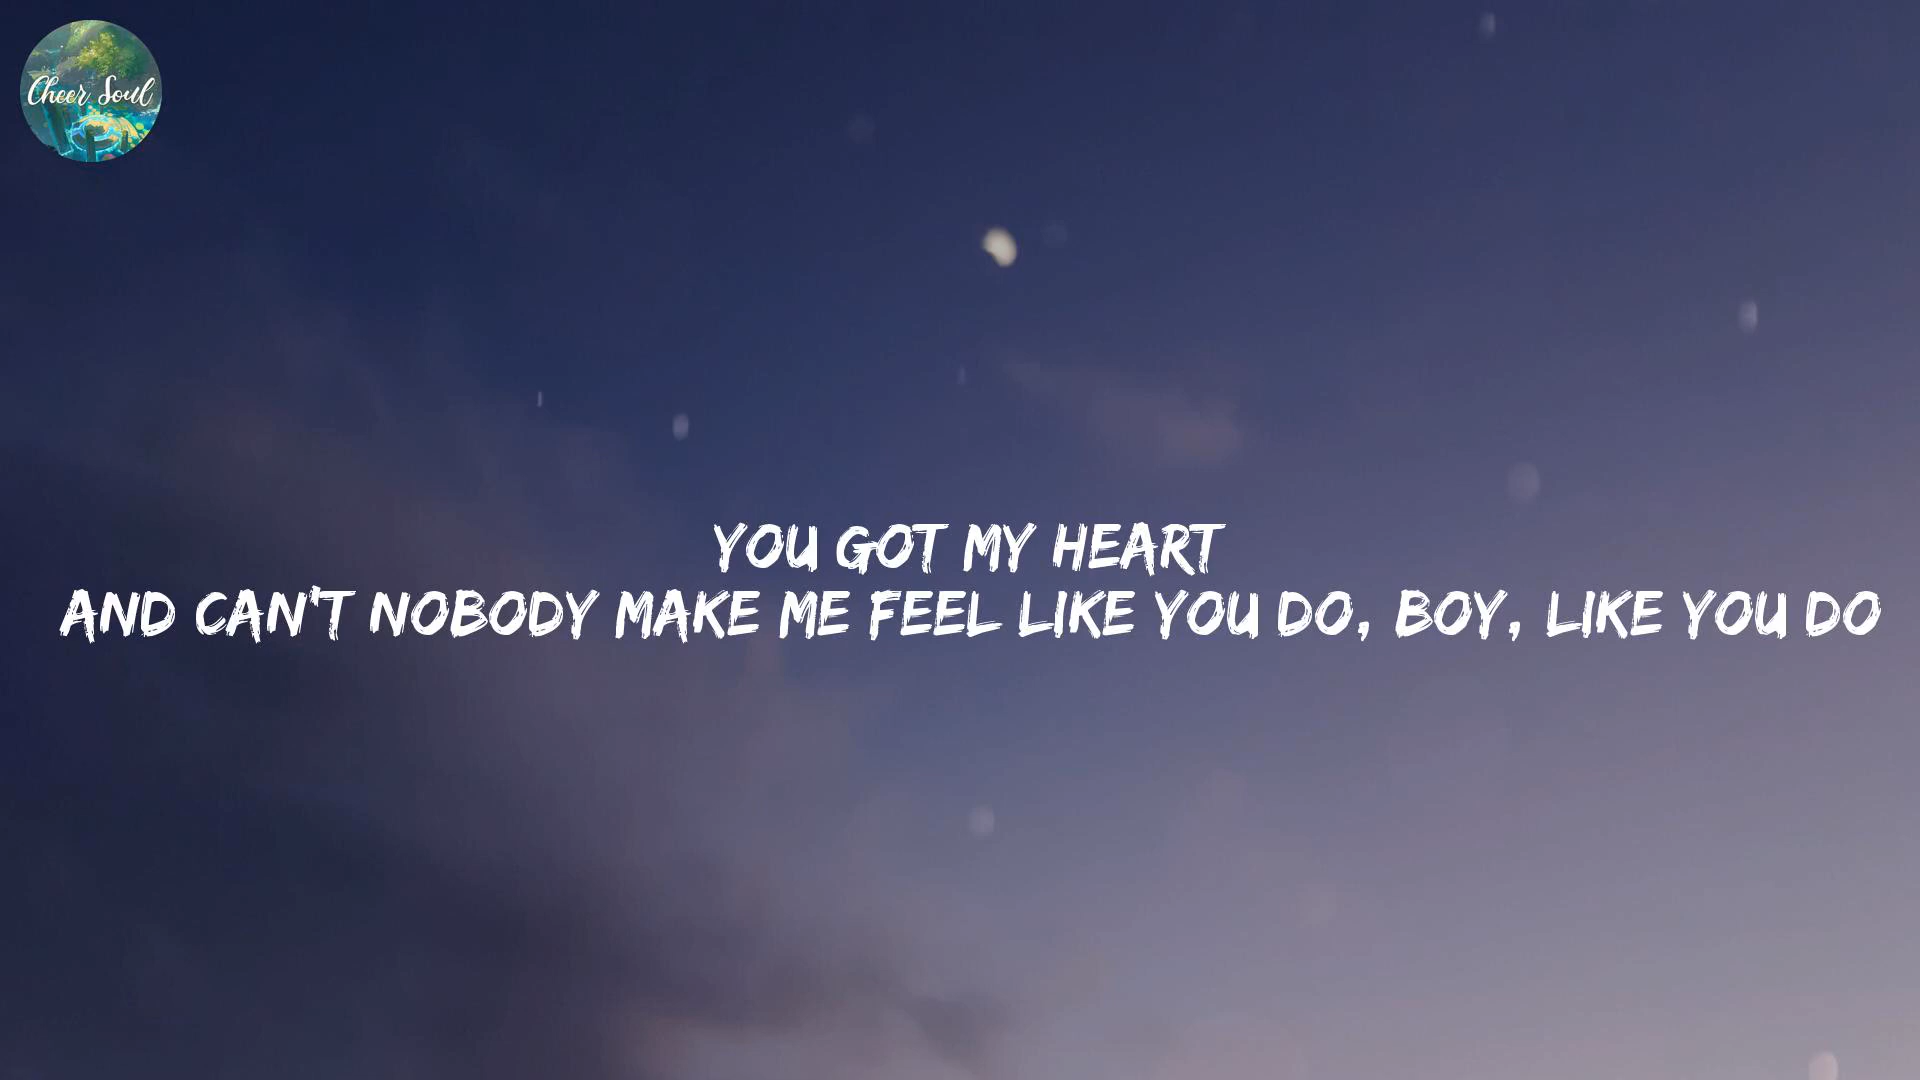 Cheer Soul
YOU GOT MY HEART
AND CAN'T NOBODY MAKE ME FEEL LIKE YOU DO, BOY, LIKE YOU DO